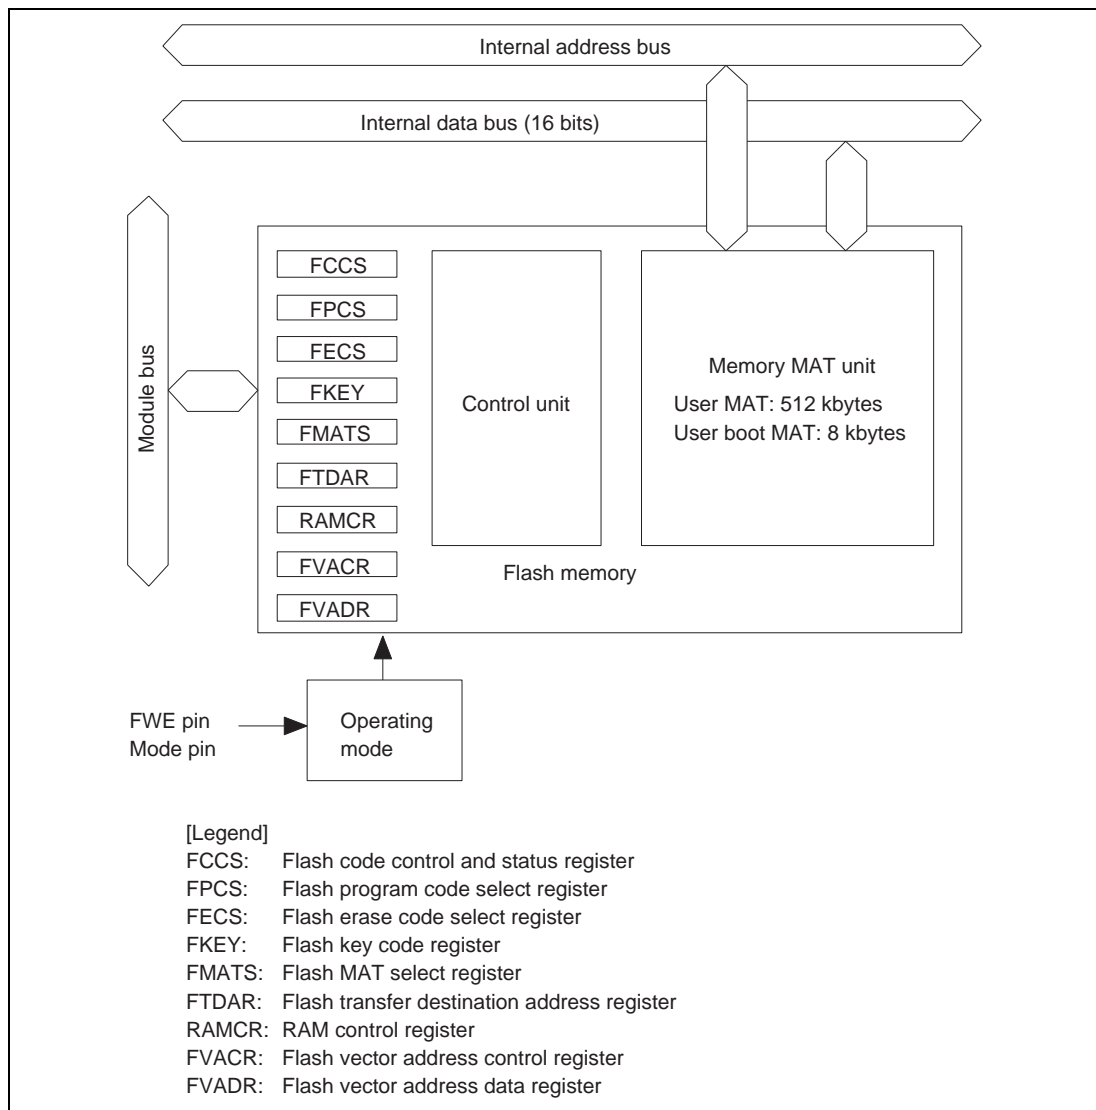 Internal address bus
Internal data bus (16 bits)
Module bus
FCCS
FPCS
FECS
FKEY
FMATS
FTDAR
RAMCR
FVACR
FVADR
Control unit
Memory MAT unit
User MAT: 512 kbytes
User boot MAT: 8 kbytes
Flash memory
FWE pin
Mode pin
Operating
mode
[Legend]
FCCS: Flash code control and status register
FPCS: Flash program code select register
FECS: Flash erase code select register
FKEY: Flash key code register
FMATS: Flash MAT select register
FTDAR: Flash transfer destination address register
RAMCR: RAM control register
FVACR: Flash vector address control register
FVADR: Flash vector address data register